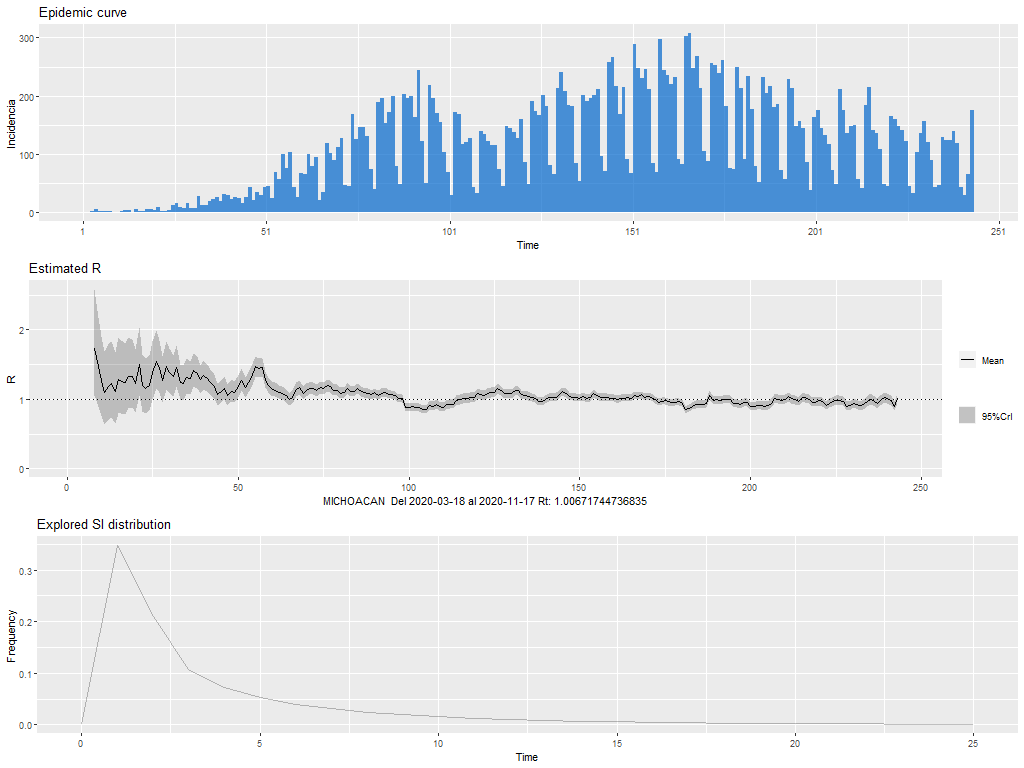 Epidemic curve
300
200
100
0
Incidencia
1 51 101 151 201 251
Time
Estimated R
2
1
0
R
Mean
95%CrI
0 50 100 150 200 250
MICHOACAN Del 2020-03-18 al 2020-11-17 Rt: 1.00671744736835
Explored SI distribution
0.3
0.2
0.1
0.0
Frequency
0 5 10 15 20 25
Time